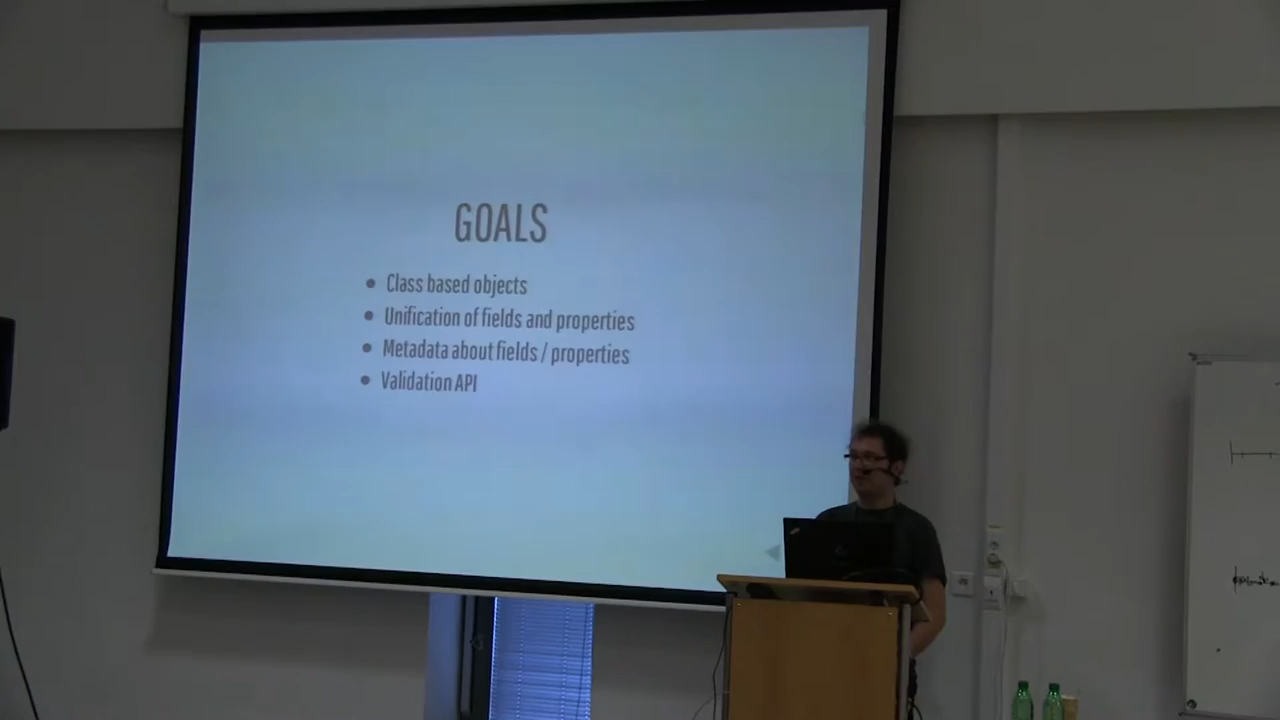 GOALS
Class based objects
Unification of fields and properties
Metadata about fields / properties
Validation API